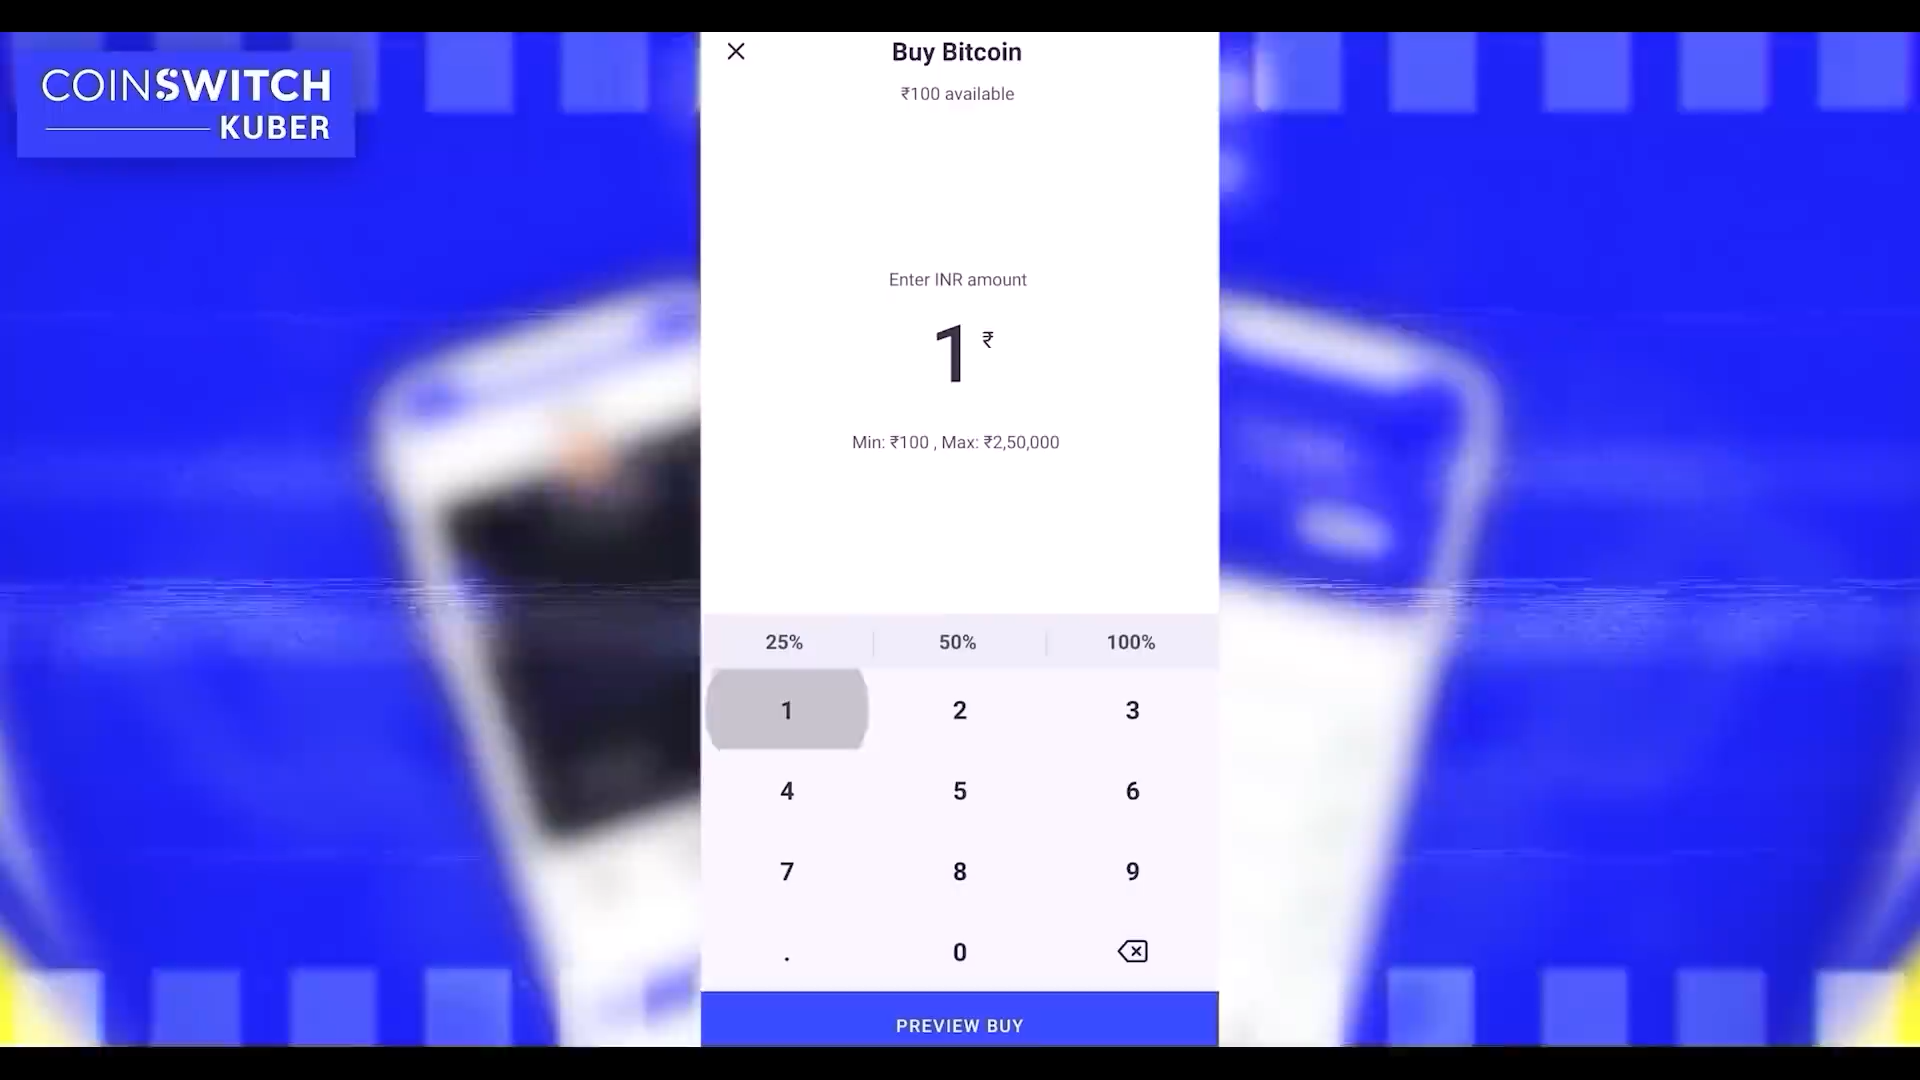 COINSWITCH
KUBER
Buy Bitcoin
₹100 available
Enter INR amount
1 ₹
Min: ₹100 , Max: ₹2,50,000
25% 50% 100%
1 2 3
4 5 6
7 8 9
. 0
PREVIEW BUY